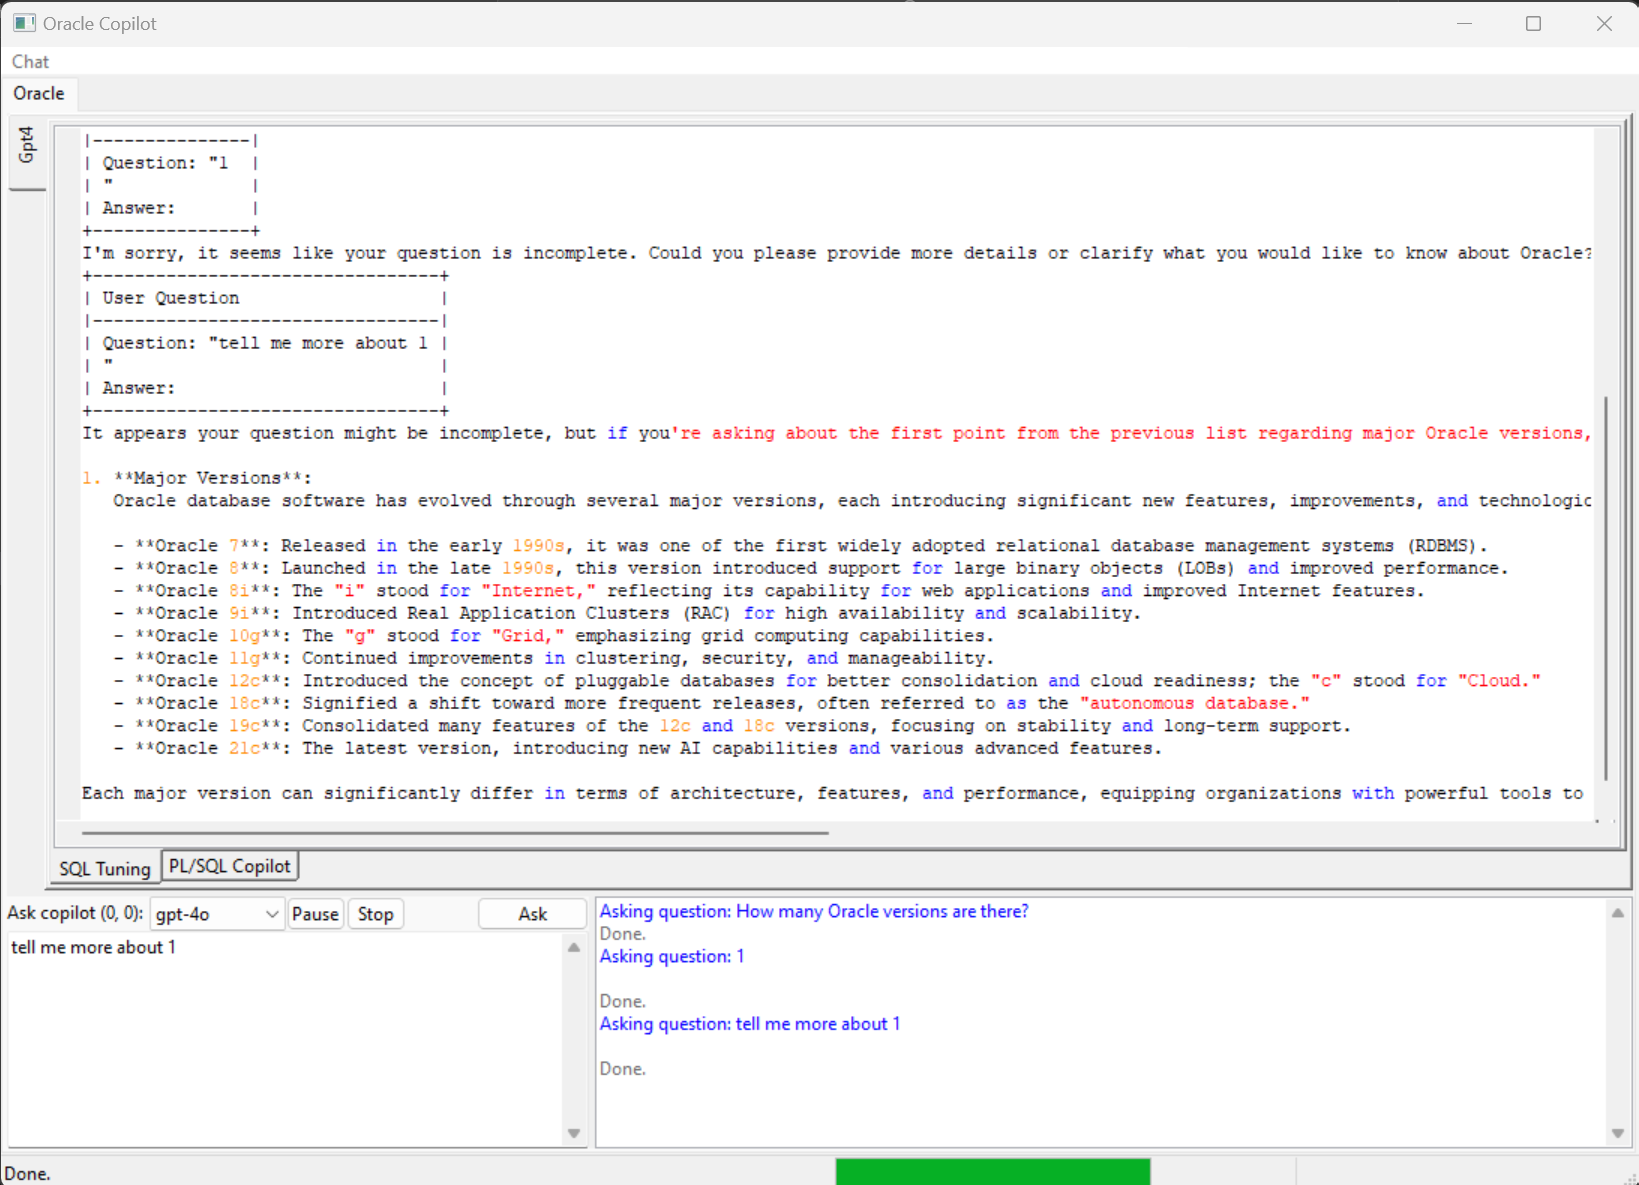 Oracle Copilot
Chat
Oracle
Gpt4
|---------------|
| Question: "1  |
| "             |
| Answer:       |
+---------------+
I'm sorry, it seems like your question is incomplete. Could you please provide more details or clarify what you would like to know about Oracle?
+---------------------------------+
| User Question                   |
|---------------------------------|
| Question: "tell me more about 1 |
| "                               |
| Answer:                         |
+---------------------------------+
It appears your question might be incomplete, but if you're asking about the first point from the previous list regarding major Oracle versions,
1. **Major Versions**:
Oracle database software has evolved through several major versions, each introducing significant new features, improvements, and technologic
- **Oracle 7**: Released in the early 1990s, it was one of the first widely adopted relational database management systems (RDBMS).
- **Oracle 8**: Launched in the late 1990s, this version introduced support for large binary objects (LOBs) and improved performance.
- **Oracle 8i**: The "i" stood for "Internet," reflecting its capability for web applications and improved Internet features.
- **Oracle 9i**: Introduced Real Application Clusters (RAC) for high availability and scalability.
- **Oracle 10g**: The "g" stood for "Grid," emphasizing grid computing capabilities.
- **Oracle 11g**: Continued improvements in clustering, security, and manageability.
- **Oracle 12c**: Introduced the concept of pluggable databases for better consolidation and cloud readiness; the "c" stood for "Cloud."
- **Oracle 18c**: Signified a shift toward more frequent releases, often referred to as the "autonomous database."
- **Oracle 19c**: Consolidated many features of the 12c and 18c versions, focusing on stability and long-term support.
- **Oracle 21c**: The latest version, introducing new AI capabilities and various advanced features.
Each major version can significantly differ in terms of architecture, features, and performance, equipping organizations with powerful tools to
SQL Tuning
PL/SQL Copilot
Ask copilot (0, 0):
gpt-4o
Pause
Stop
Ask
tell me more about 1
Asking question: How many Oracle versions are there?
Done.
Asking question: 1
Done.
Asking question: tell me more about 1
Done.
Done.